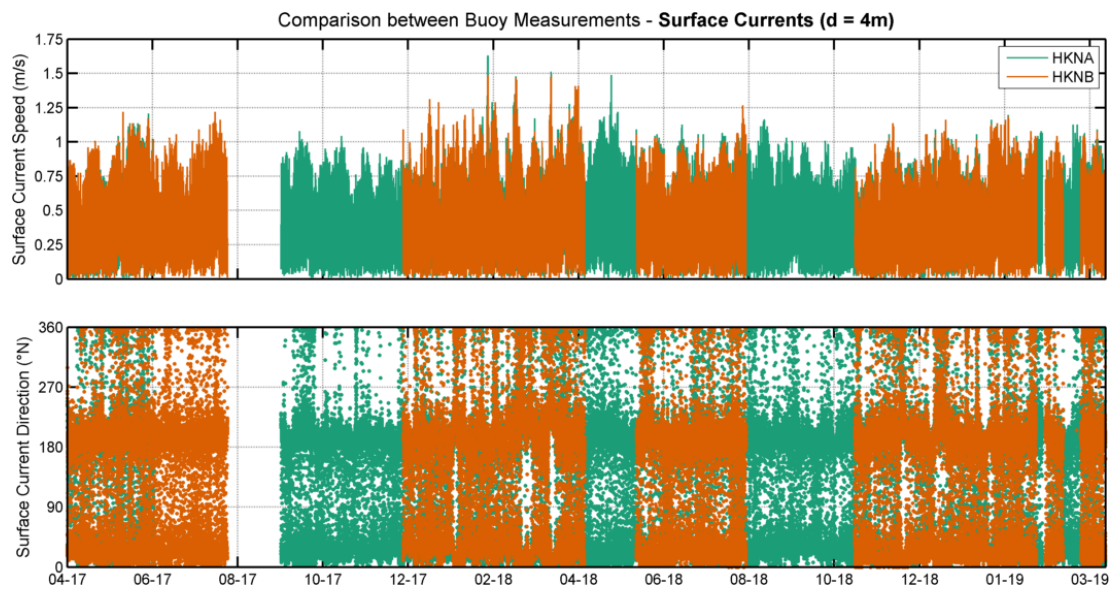 Comparison between Buoy Measurements - Surface Currents (d = 4m)
Surface Current Speed (m/s)
1.75
1.5
1.25
1
0.75
0.5
0.25
0
HKNA
HKNB
Surface Current Direction (°N)
360
270
180
90
0
04-17 06-17 08-17 10-17 12-17 02-18 04-18 06-18 08-18 10-18 12-18 01-19 03-19